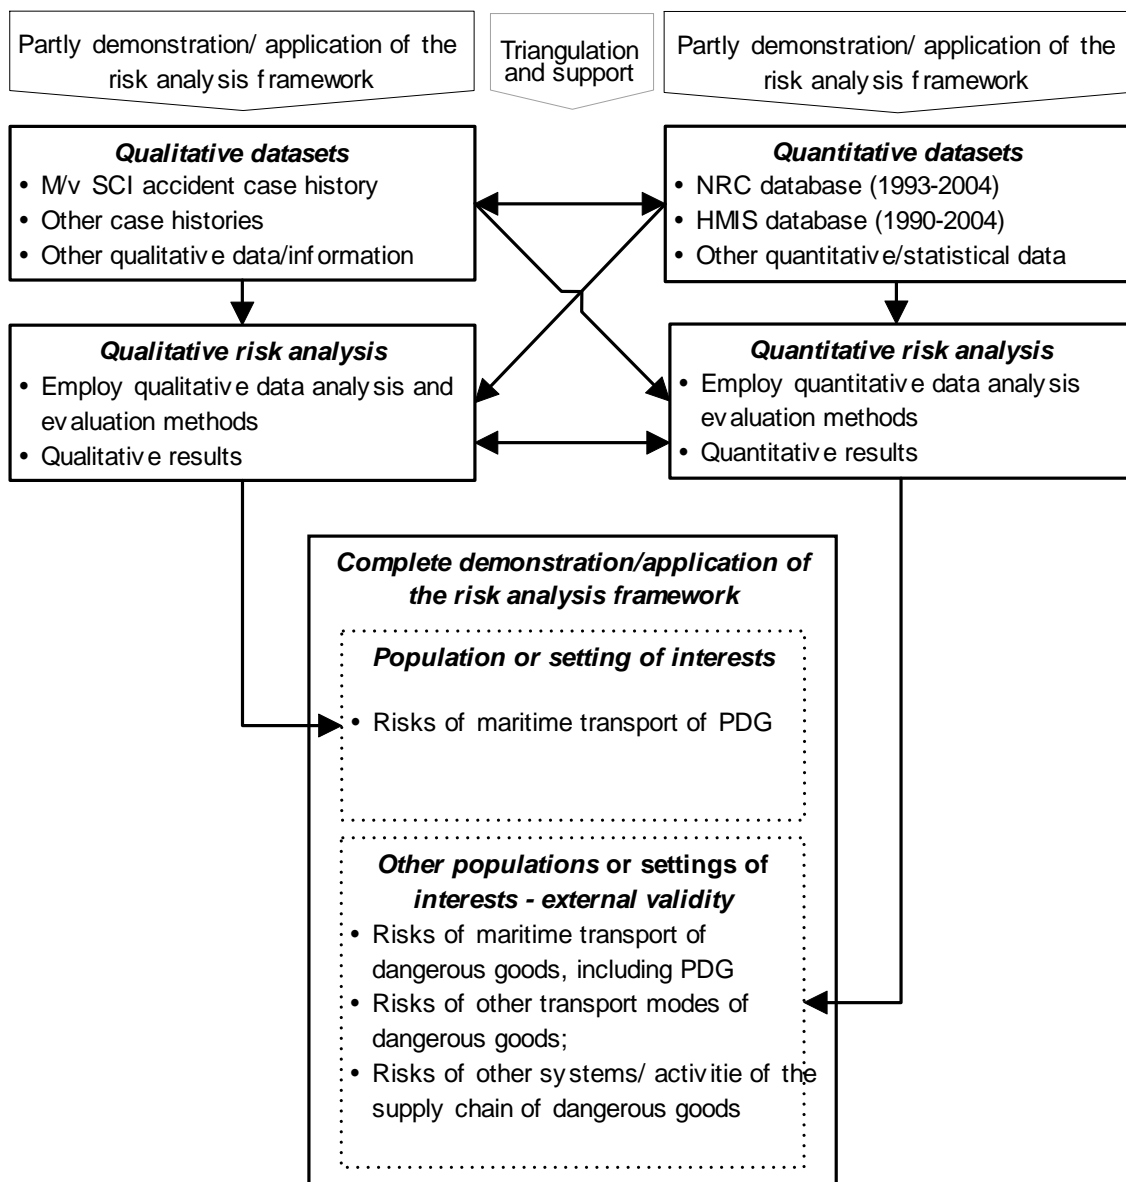 Partly demonstration/ application of the
risk analysis framework
Triangulation
and support
Partly demonstration/ application of the
risk analysis framework
Qualitative datasets
• M/v SCI accident case history
• Other case histories
• Other qualitative data/information
Quantitative datasets
• NRC database (1993-2004)
• HMIS database (1990-2004)
• Other quantitative/statistical data
Qualitative risk analysis
• Employ qualitative data analysis and
evaluation methods
• Qualitative results
Quantitative risk analysis
• Employ quantitative data analysis
evaluation methods
• Quantitative results
Complete demonstration/application of
the risk analysis framework
Population or setting of interests
• Risks of maritime transport of PDG
Other populations or settings of
interests - external validity
• Risks of maritime transport of
dangerous goods, including PDG
• Risks of other transport modes of
dangerous goods;
• Risks of other systems/ activitie of the
supply chain of dangerous goods